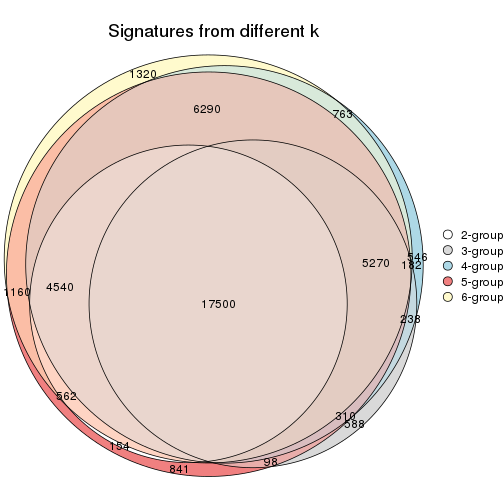 Signatures from different k
1320
6290
763
546
5270
182
4540
1160
17500
238
562
310
588
154
98
841
2-group
3-group
4-group
5-group
6-group